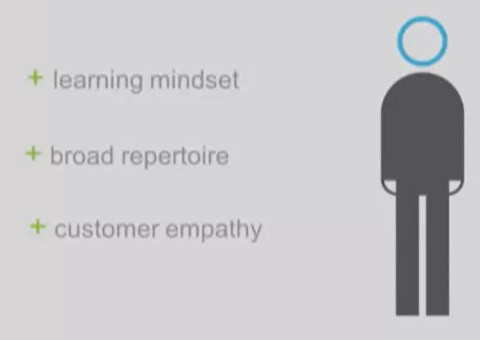 + learning mindset
+ broad repertoire
+ customer empathy